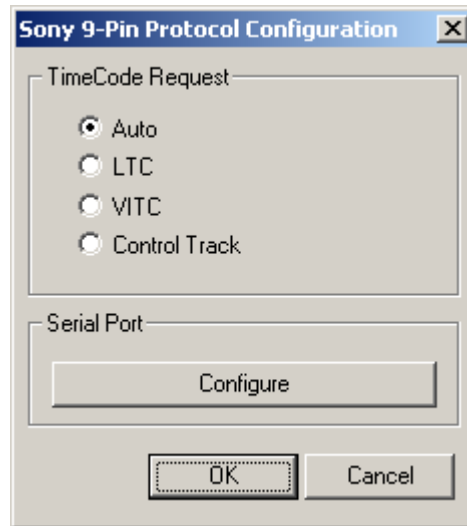 Sony 9-Pin Protocol Configuration
TimeCode Request
Auto
LTC
VITC
Control Track
Serial Port
Configure
OK
Cancel